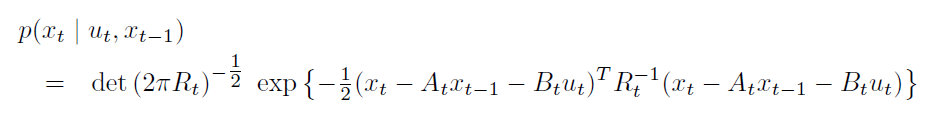 p(x_t | u_t, x_{t−1})
= det (2πR_t)^{−1/2} exp {−1/2 (x_t − A_t x_{t−1} − B_t u_t)^T R_t^{−1} (x_t − A_t x_{t−1} − B_t u_t)}